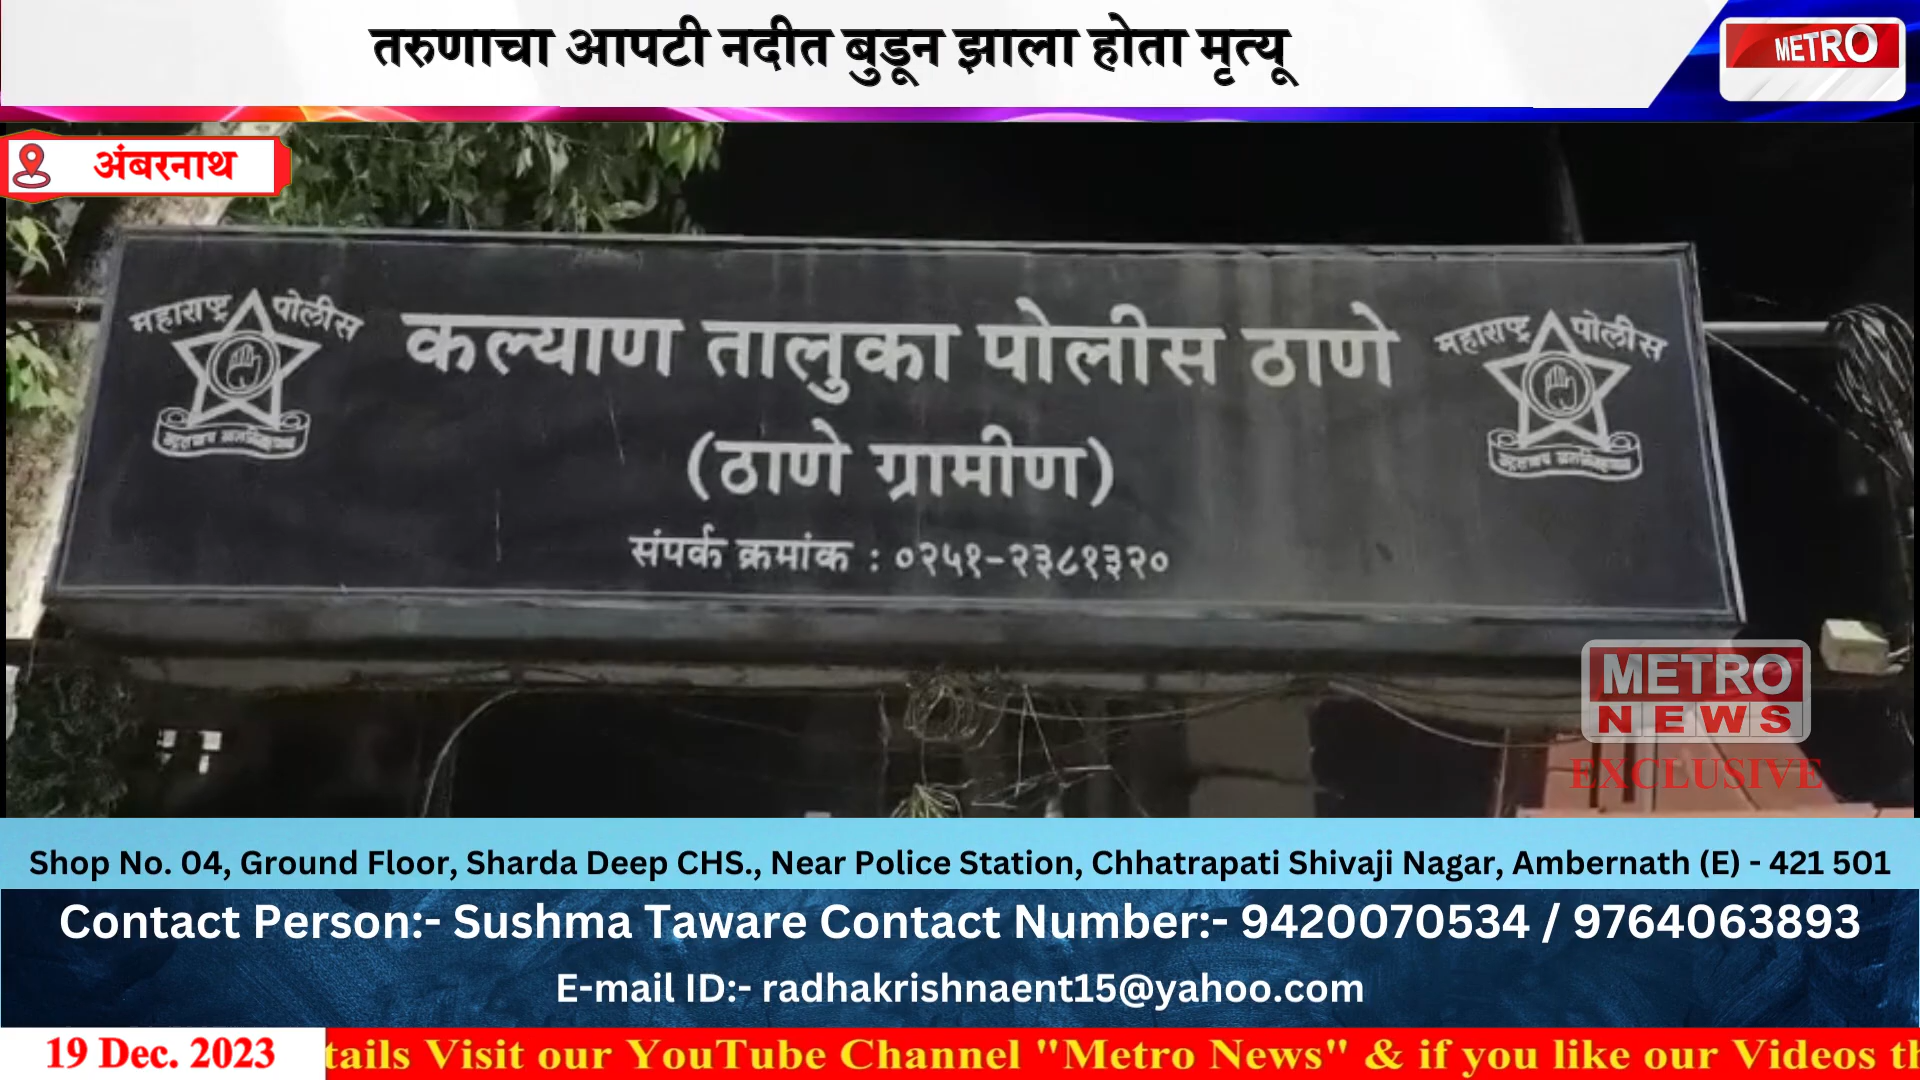 तरुणाचा आपटी नदीत बुडून झाला होता मृत्यू
METRO
अंबरनाथ
महाराष्ट्र पोलीस
कल्याण तालुका पोलीस ठाणे
महाराष्ट्र पोलीस
(ठाणे ग्रामीण)
संपर्क क्रमांक : ०२५१-२३८१३२०
METRO
NEWS
EXCLUSIVE
Shop No. 04, Ground Floor, Sharda Deep CHS., Near Police Station, Chhatrapati Shivaji Nagar, Ambernath (E) - 421 501
Contact Person:- Sushma Taware Contact Number:- 9420070534 / 9764063893
E-mail ID:- radhakrishnaent15@yahoo.com
19 Dec. 2023
tails Visit our YouTube Channel "Metro News" & if you like our Videos th